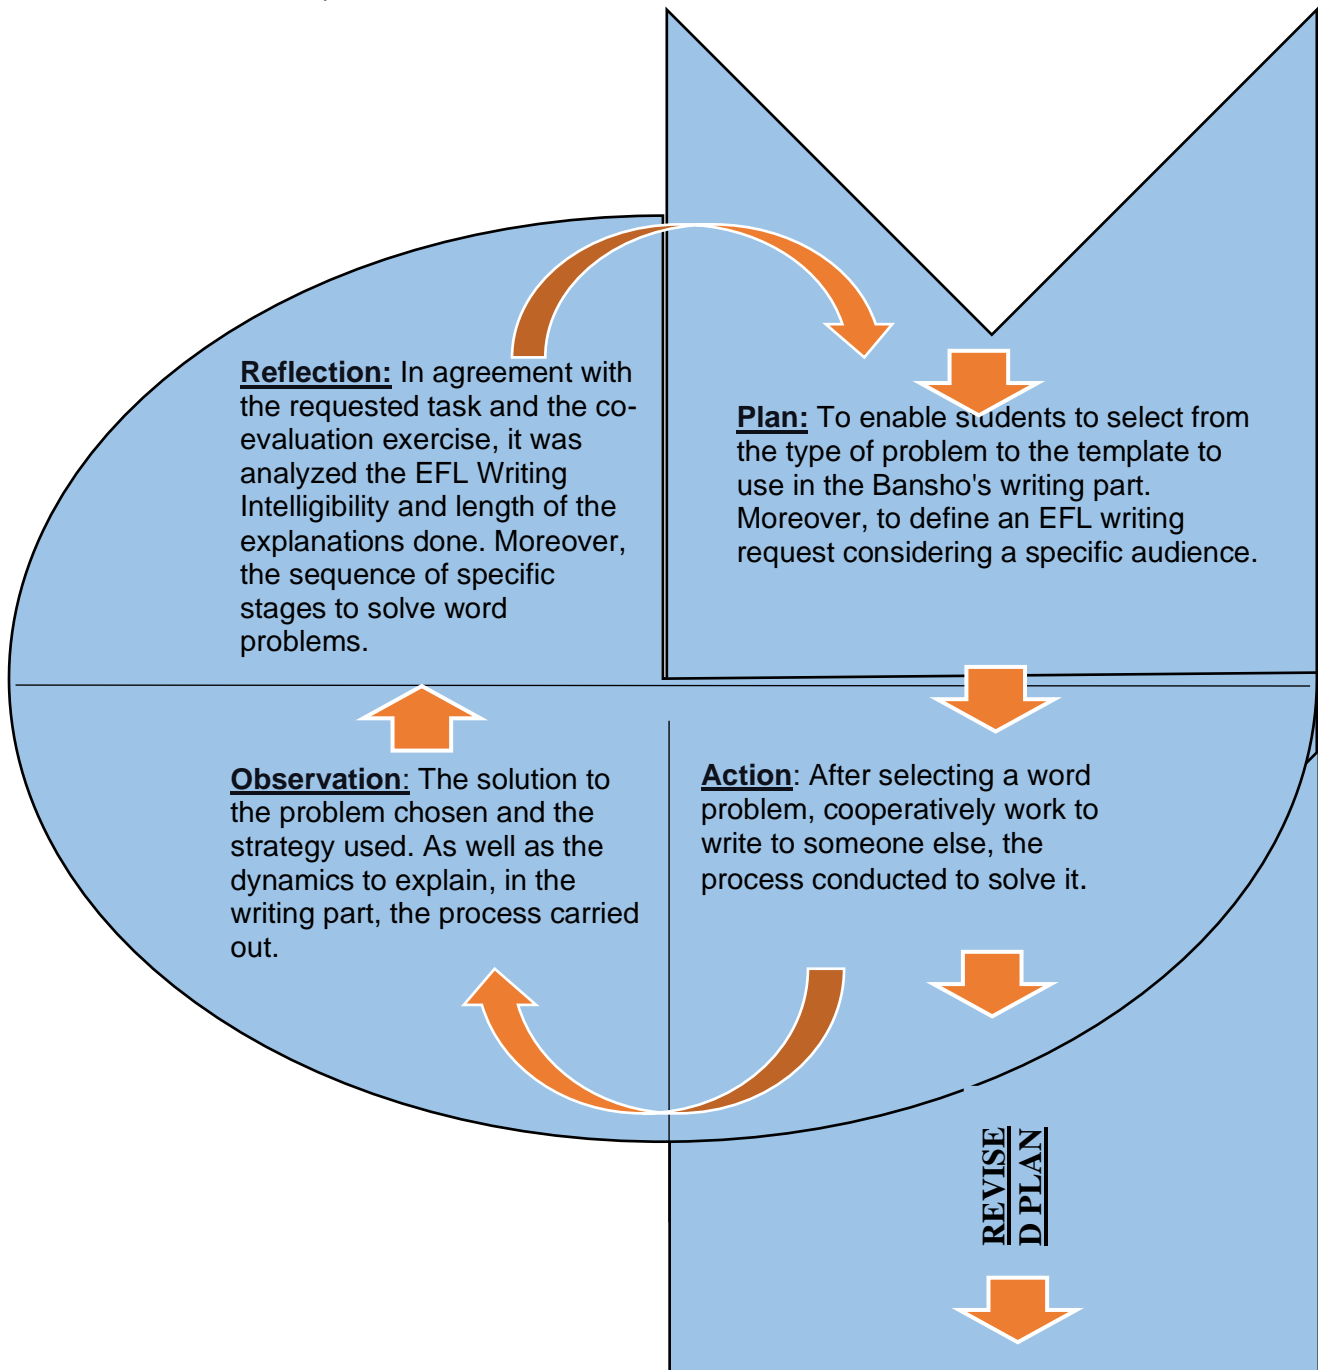 Reflection: In agreement with
the requested task and the co-
evaluation exercise, it was
analyzed the EFL Writing
Intelligibility and length of the
explanations done. Moreover,
the sequence of specific
stages to solve word
problems.
Plan: To enable students to select from
the type of problem to the template to
use in the Bansho's writing part.
Moreover, to define an EFL writing
request considering a specific audience.
Observation: The solution to
the problem chosen and the
strategy used. As well as the
dynamics to explain, in the
writing part, the process carried
out.
Action: After selecting a word
problem, cooperatively work to
write to someone else, the
process conducted to solve it.
REVISE
D PLAN